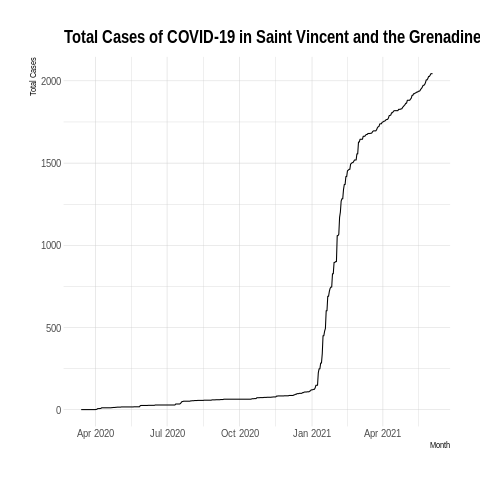 Total Cases of COVID-19 in Saint Vincent and the Grenadine
Total Cases
2000
1500
1000
500
0
Apr 2020 Jul 2020 Oct 2020 Jan 2021 Apr 2021
Month